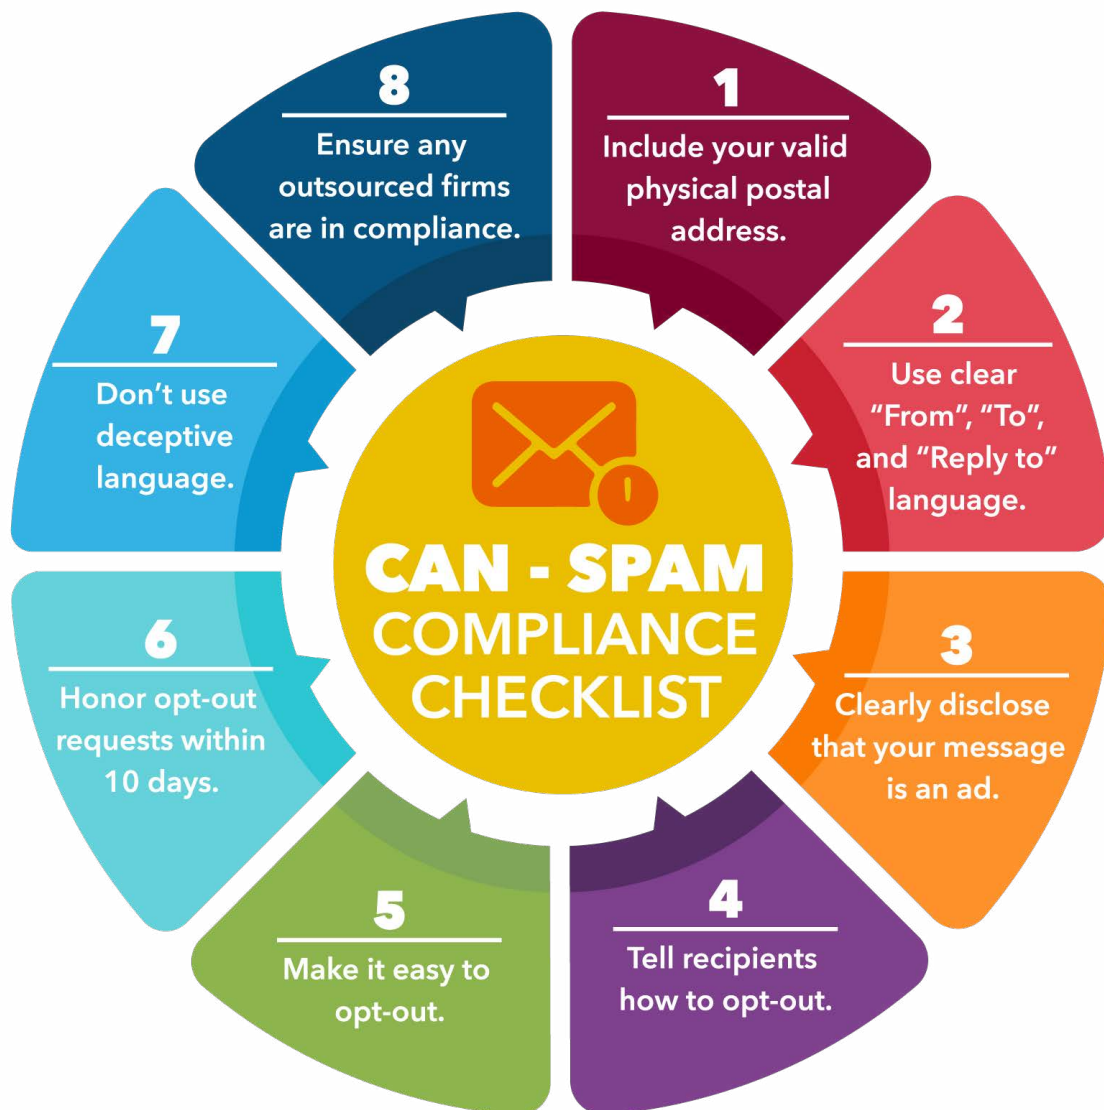 CAN - SPAM
COMPLIANCE
CHECKLIST
1
Include your valid
physical postal
address.
2
Use clear
“From”, “To”,
and “Reply to”
language.
3
Clearly disclose
that your message
is an ad.
4
Tell recipients
how to opt-out.
5
Make it easy to
opt-out.
6
Honor opt-out
requests within
10 days.
7
Don’t use
deceptive
language.
8
Ensure any
outsourced firms
are in compliance.